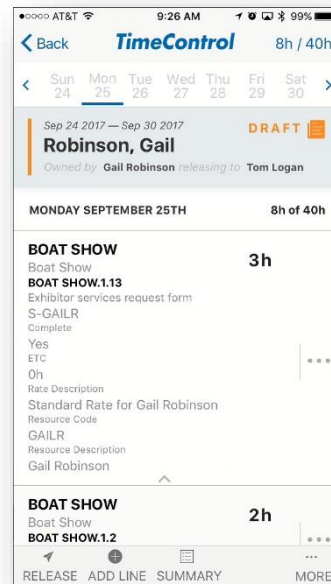 AT&T 9:26 AM 99%
Back TimeControl 8h / 40h
Sun Mon Tue Wed Thu Fri Sat
24 25 26 27 28 29 30
Sep 24 2017 — Sep 30 2017 DRAFT
Robinson, Gail
Owned by Gail Robinson releasing to Tom Logan
MONDAY SEPTEMBER 25TH 8h of 40h
BOAT SHOW 3h
Boat Show
BOAT SHOW.1.13
Exhibitor services request form
S-GAILR
Complete
Yes
ETC
0h
Rate Description
Standard Rate for Gail Robinson
Resource Code
GAILR
Resource Description
Gail Robinson
BOAT SHOW 2h
Boat Show
BOAT SHOW.1.2
RELEASE ADD LINE SUMMARY MORE